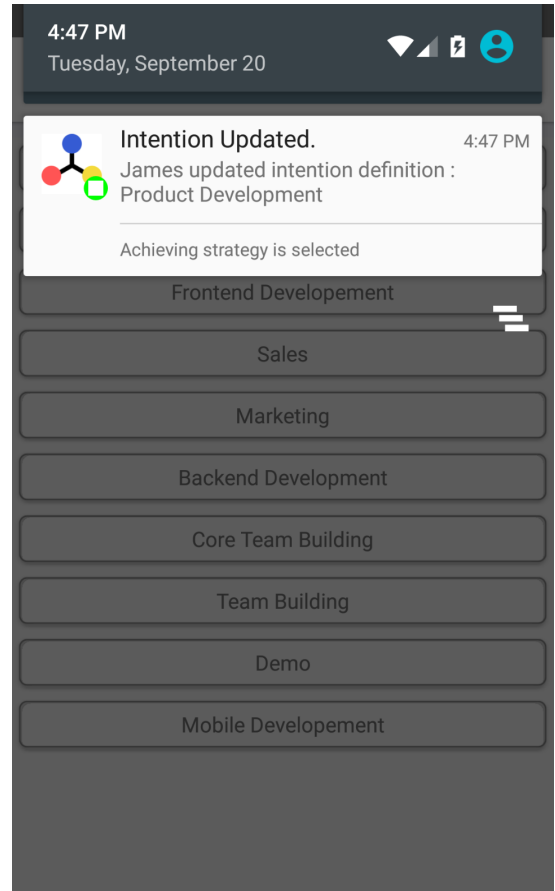 4:47 PM
Tuesday, September 20
Intention Updated.
4:47 PM
James updated intention definition :
Product Development
Achieving strategy is selected
Frontend Developement
Sales
Marketing
Backend Development
Core Team Building
Team Building
Demo
Mobile Developement